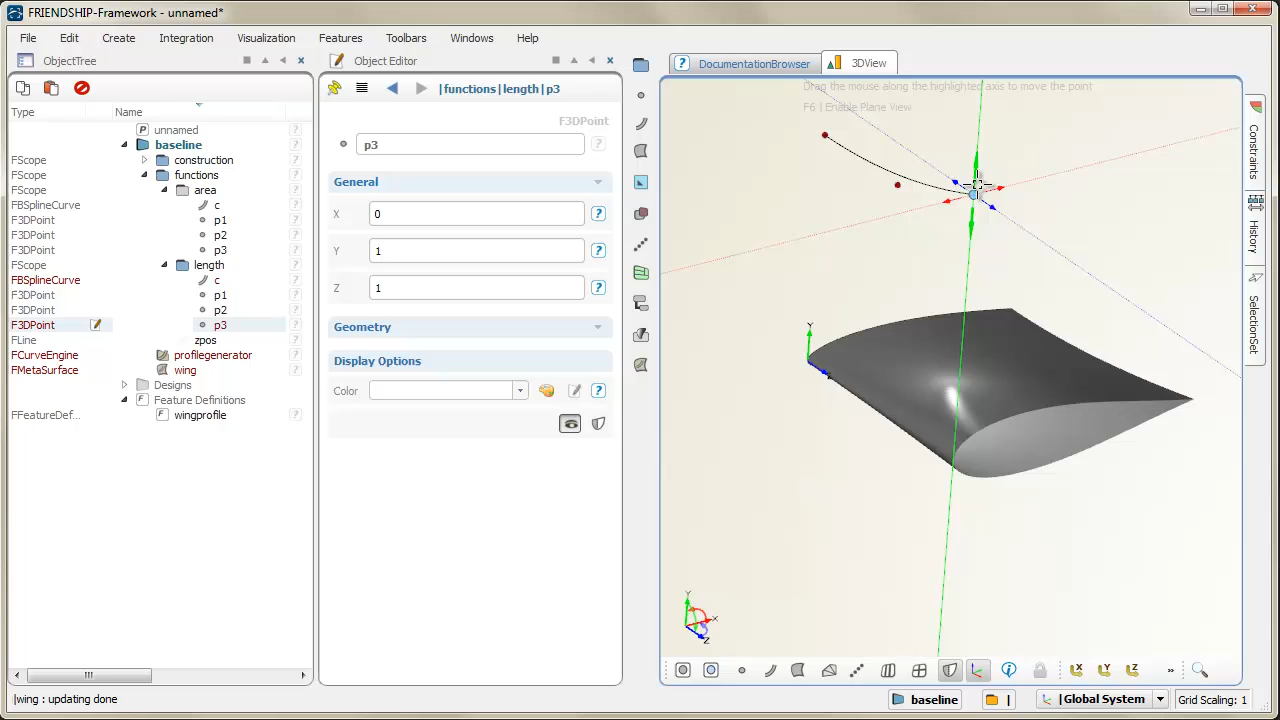 FRIENDSHIP-Framework - unnamed*
File Edit Create Integration Visualization Features Toolbars Windows Help
ObjectTree
Type Name
P unnamed
baseline
FScope construction
FScope functions
FScope area
FBSplineCurve c
F3DPoint p1
F3DPoint p2
F3DPoint p3
FScope length
FBSplineCurve c
F3DPoint p1
F3DPoint p2
F3DPoint p3
FLine zpos
FCurveEngine profilegenerator
FMetaSurface wing
Designs
F Feature Definitions
FFeatureDef... F wingprofile
|wing : updating done
Object Editor
|functions|length|p3
F3DPoint
p3
General
X 0 ?
Y 1 ?
Z 1 ?
Geometry
Display Options
Color ?
? DocumentationBrowser
3DView
Drag the mouse along the highlighted axis to move the point
F6 | Enable Plane View
Y
Y
X
Z
X Y Z »
baseline | |Global System Grid Scaling: 1
Constraints
History
SelectionSet